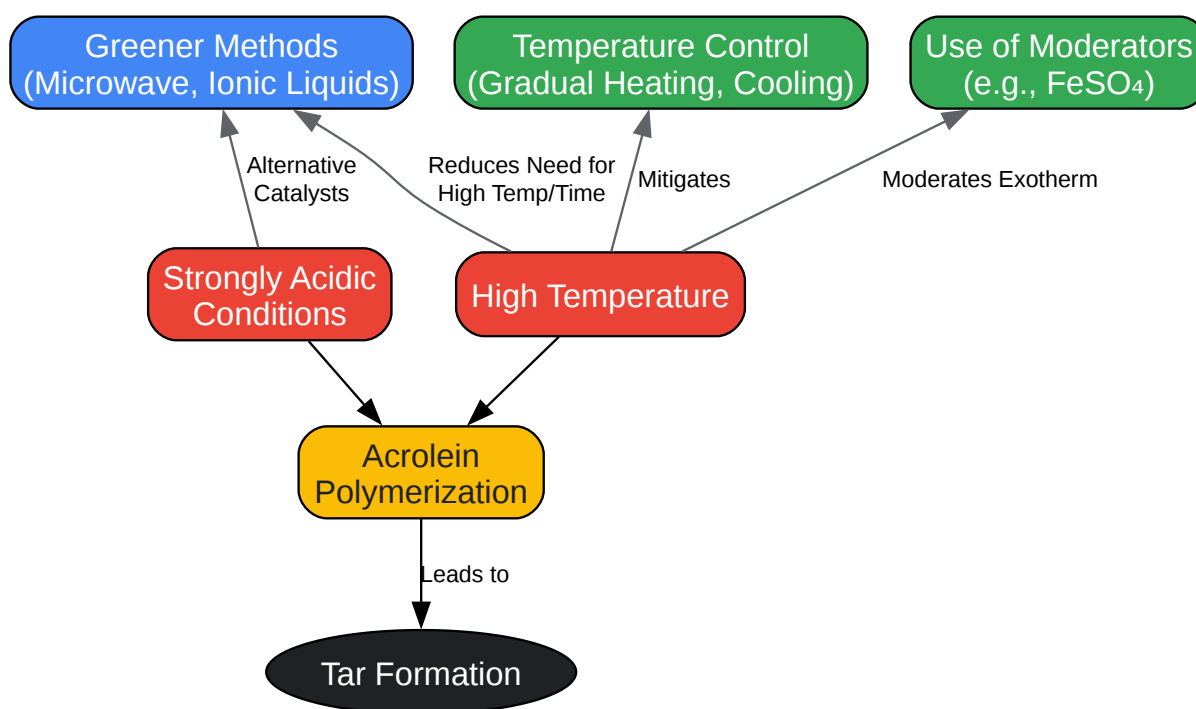 Greener Methods
(Microwave, Ionic Liquids)
Temperature Control
(Gradual Heating, Cooling)
Use of Moderators
(e.g., FeSO₄)
Alternative
Catalysts
Reduces Need for
High Temp/Time
Mitigates
Moderates Exotherm
Strongly Acidic
Conditions
High Temperature
Acrolein
Polymerization
Leads to
Tar Formation